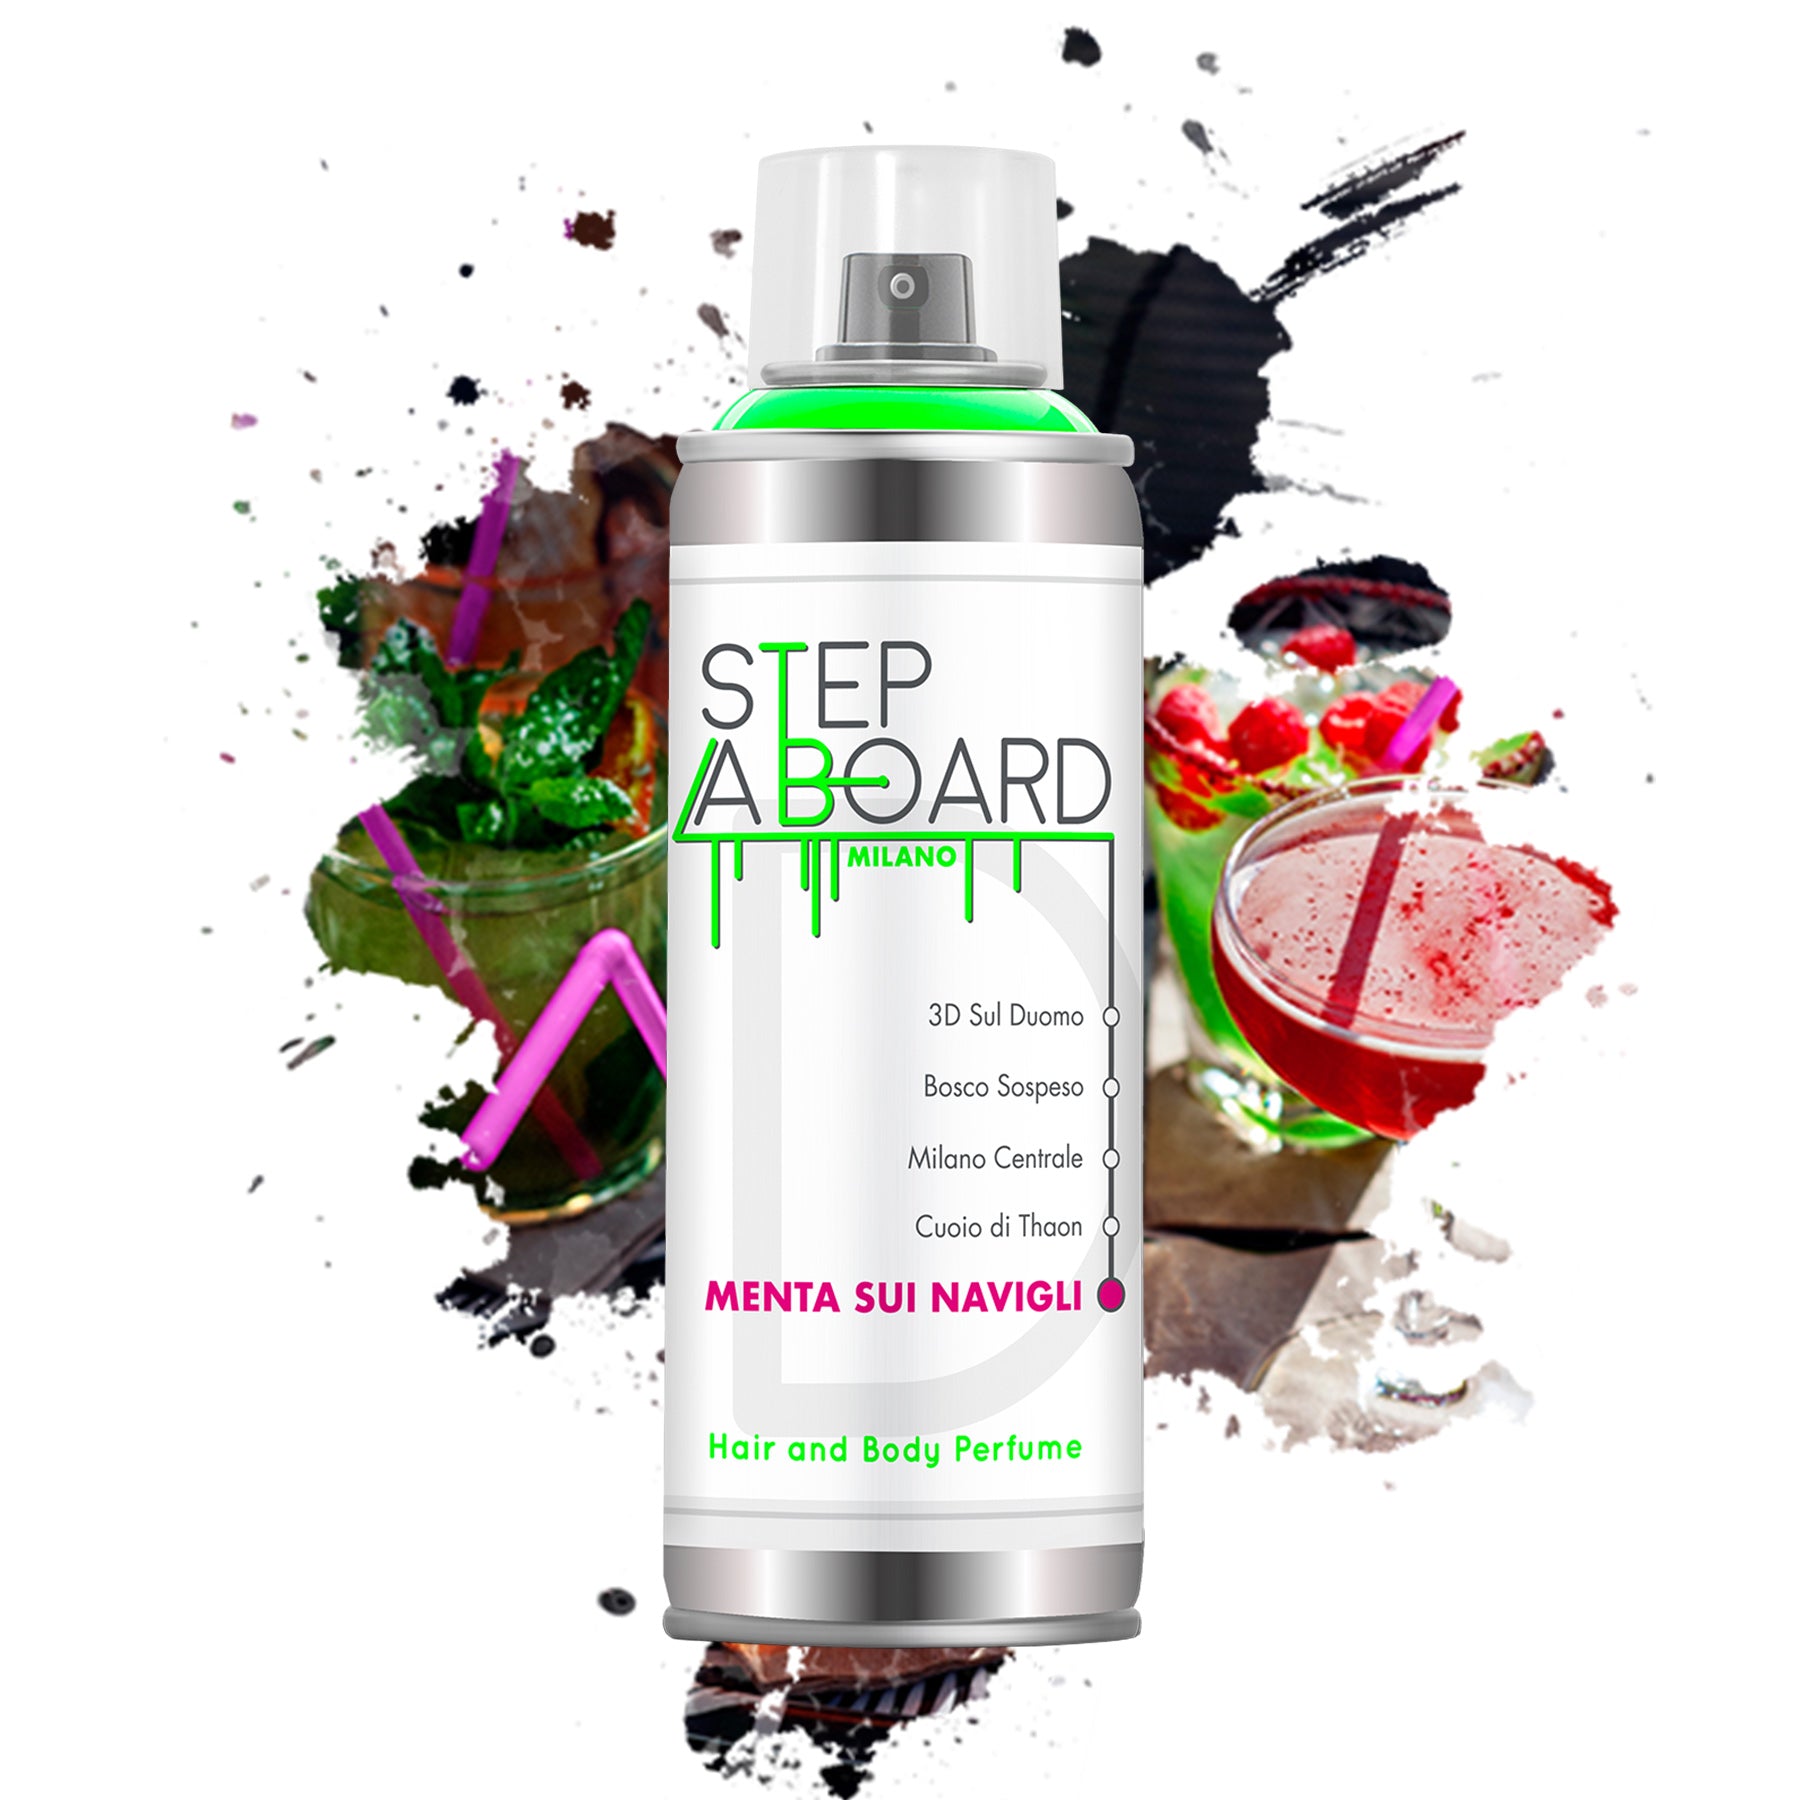 STEP
ABOARD
MILANO
3D Sul Duomo
Bosco Sospeso
Milano Centrale
Cuoio di Thaon
MENTA SUI NAVIGLI
Hair and Body Perfume